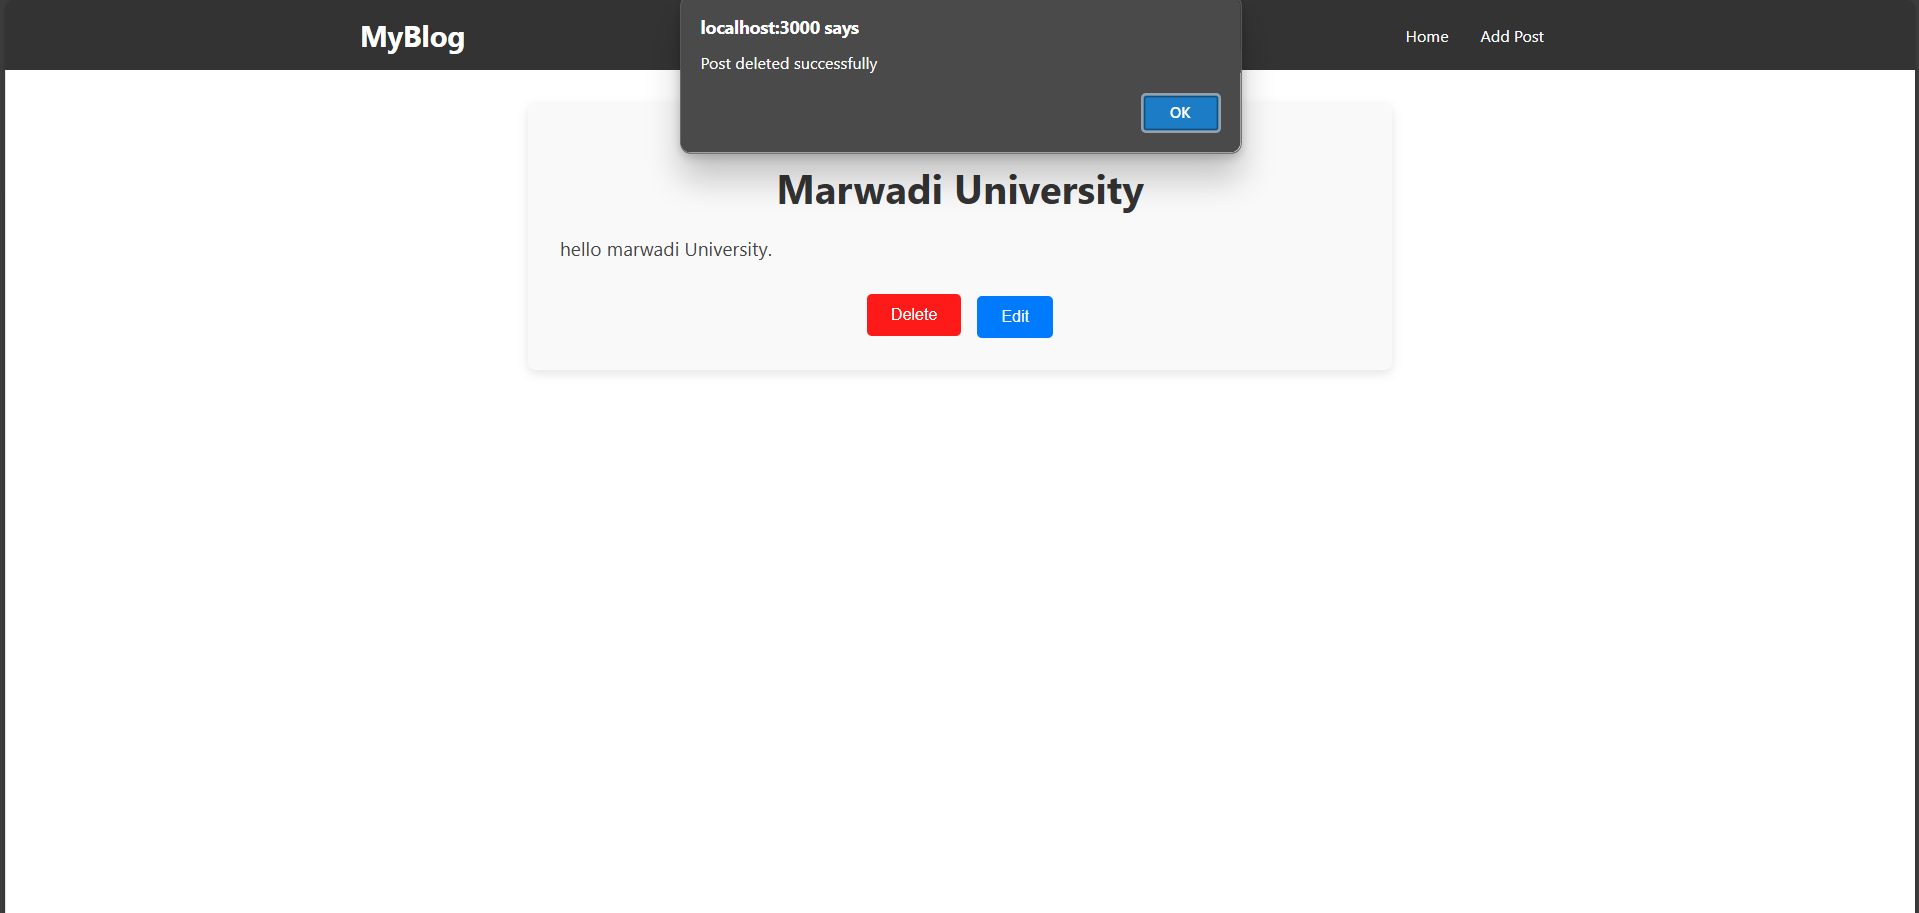 MyBlog
Home Add Post
localhost:3000 says
Post deleted successfully
OK
Marwadi University
hello marwadi University.
Delete Edit